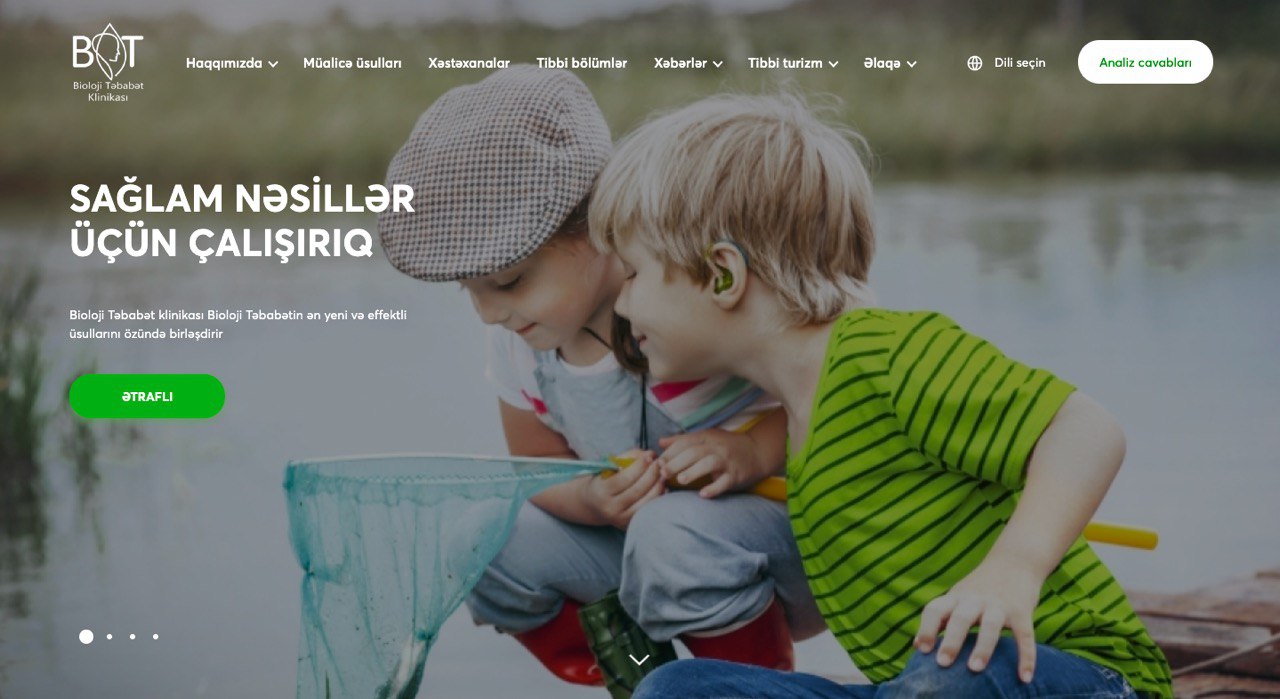 BOT
Bioloji Təbabət
Klinikası
Haqqımızda Müalicə üsulları Xəstəxanalar Tibbi bölümlər Xəbərlər Tibbi turizm Əlaqə Dili seçin Analiz cavabları
SAĞLAM NƏSİLLƏR
ÜÇÜN ÇALIŞIRIQ
Bioloji Təbabət klinikası Bioloji Təbabətin ən yeni və effektli
üsullarını özündə birləşdirir
ƏTRAFLI